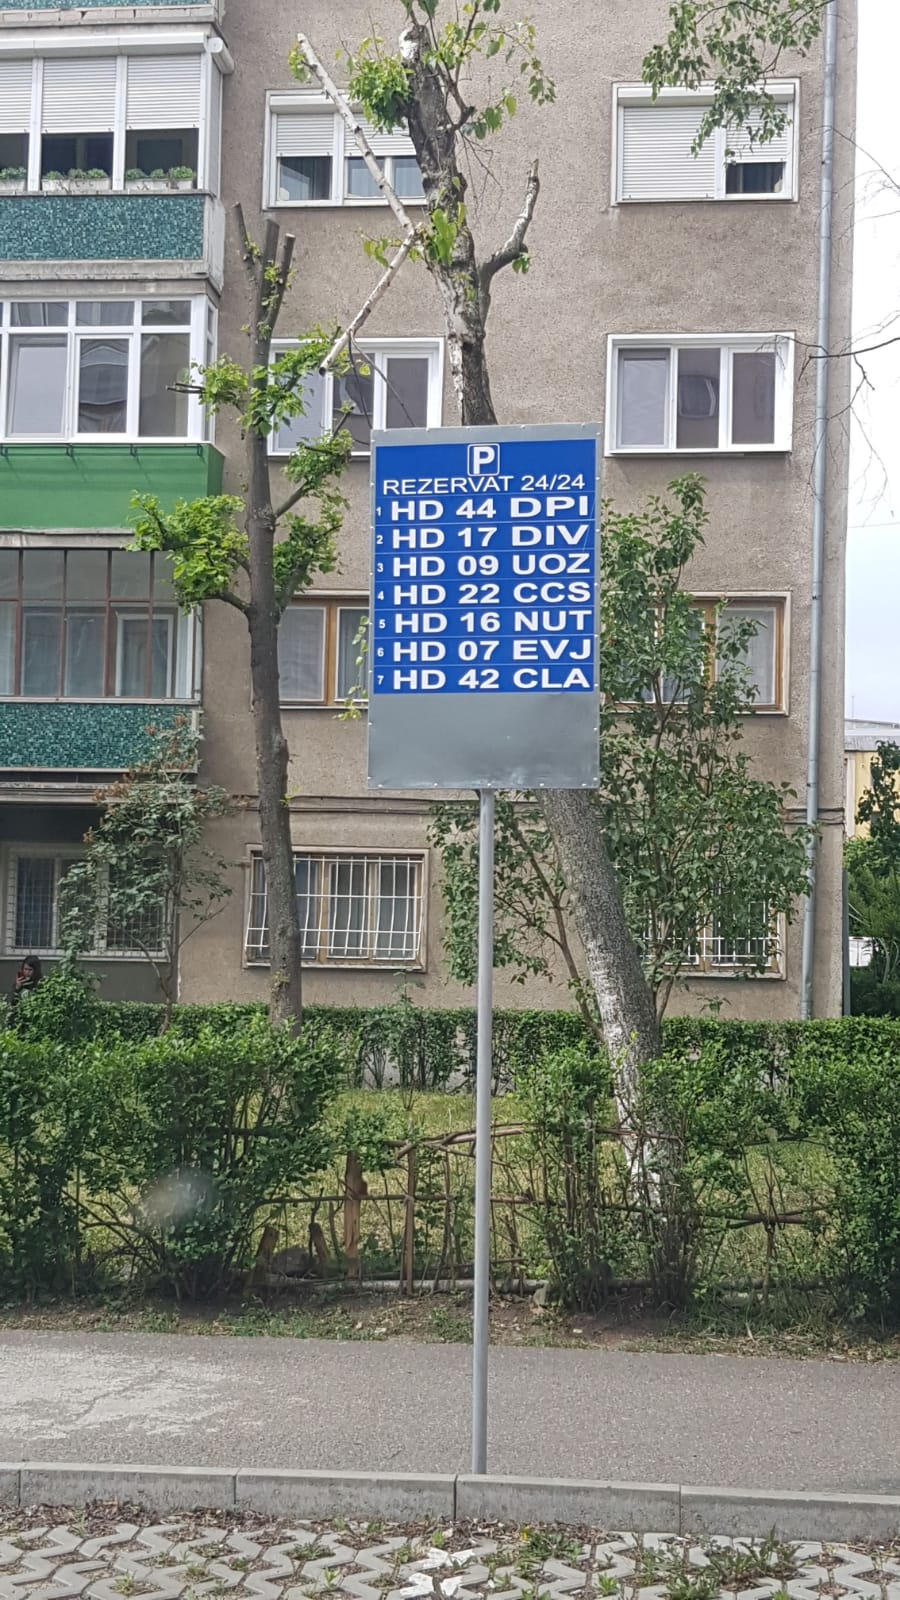 P
REZERVAT 24/24
1 HD 44 DPI
2 HD 17 DIV
3 HD 09 UOZ
4 HD 22 CCS
5 HD 16 NUT
6 HD 07 EVJ
7 HD 42 CLA